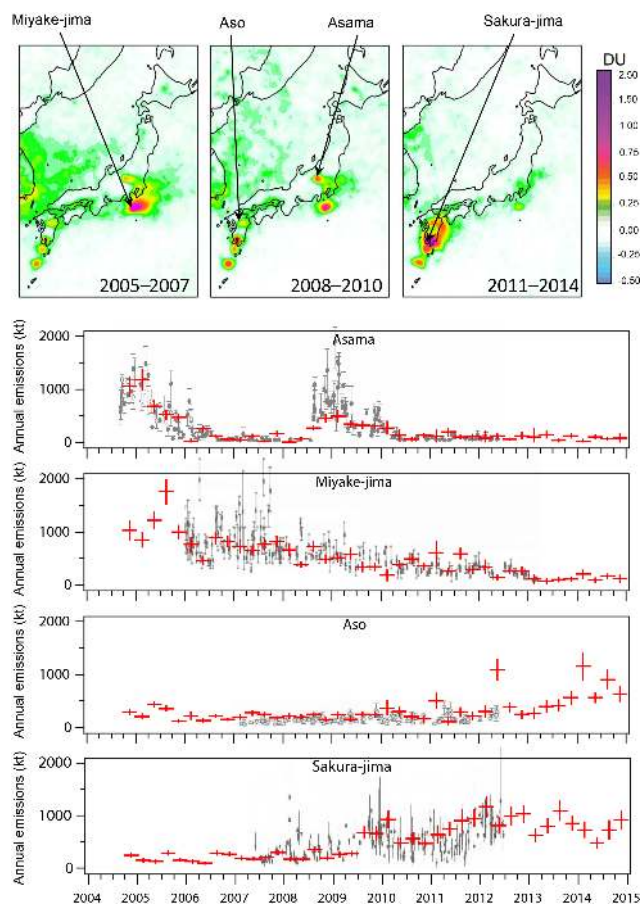 Miyake-jima
Aso
Asama
Sakura-jima
DU
2.00
1.75
1.50
1.00
0.50
0.25
0.00
-0.25
-0.50
2005–2007
2008–2010
2011–2014
Annual emissions (kt)
2000
1000
0
Asama
Annual emissions (kt)
2000
1000
0
Miyake-jima
Annual emissions (kt)
2000
1000
0
Aso
Annual emissions (kt)
2000
1000
0
Sakura-jima
2004 2005 2006 2007 2008 2009 2010 2011 2012 2013 2014 2015